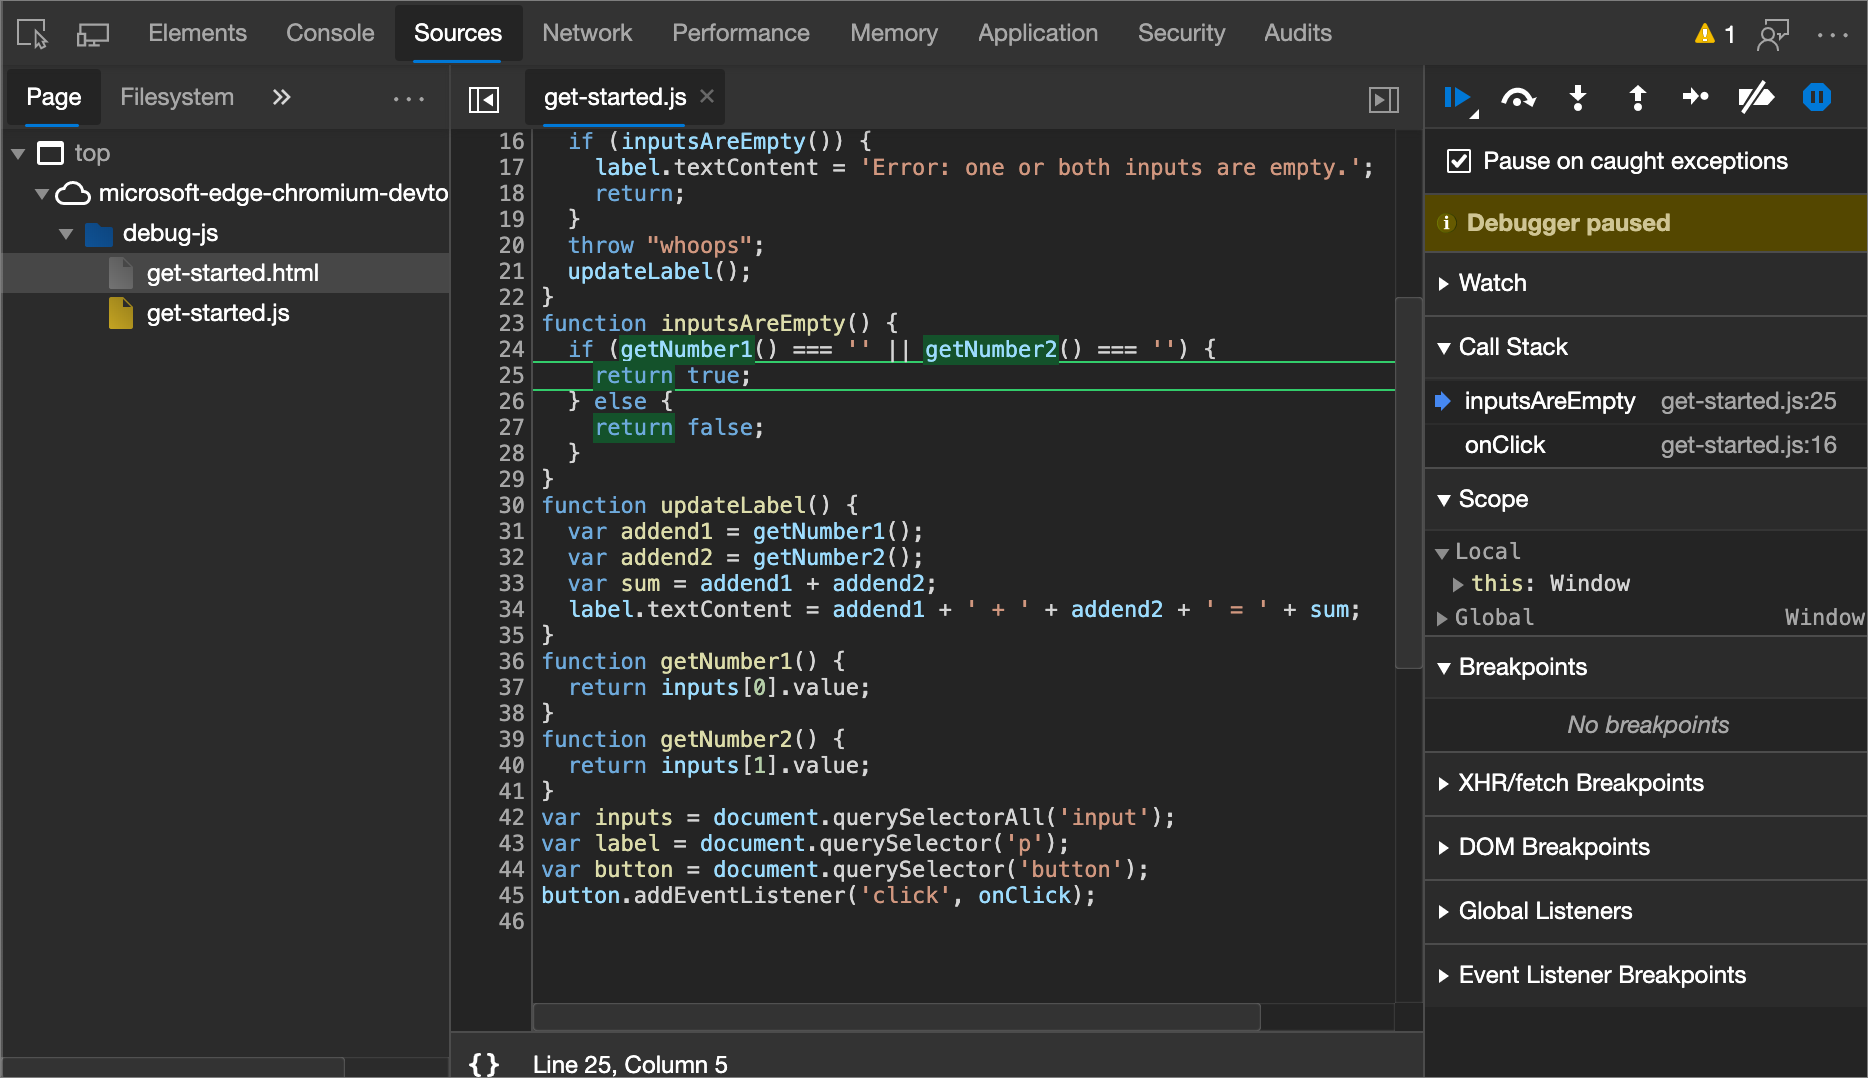 Elements Console Sources Network Performance Memory Application Security Audits 1
Page Filesystem
top
microsoft-edge-chromium-devto
debug-js
get-started.html
get-started.js
get-started.js
16   if (inputsAreEmpty()) {
17     label.textContent = 'Error: one or both inputs are empty.';
18     return;
19   }
20   throw "whoops";
21   updateLabel();
22 }
23 function inputsAreEmpty() {
24   if (getNumber1() === '' || getNumber2() === '') {
25     return true;
26   } else {
27     return false;
28   }
29 }
30 function updateLabel() {
31   var addend1 = getNumber1();
32   var addend2 = getNumber2();
33   var sum = addend1 + addend2;
34   label.textContent = addend1 + ' + ' + addend2 + ' = ' + sum;
35 }
36 function getNumber1() {
37   return inputs[0].value;
38 }
39 function getNumber2() {
40   return inputs[1].value;
41 }
42 var inputs = document.querySelectorAll('input');
43 var label = document.querySelector('p');
44 var button = document.querySelector('button');
45 button.addEventListener('click', onClick);
46
{} Line 25, Column 5
Pause on caught exceptions
Debugger paused
Watch
Call Stack
inputsAreEmpty get-started.js:25
onClick get-started.js:16
Scope
Local
this: Window
Global Window
Breakpoints
No breakpoints
XHR/fetch Breakpoints
DOM Breakpoints
Global Listeners
Event Listener Breakpoints